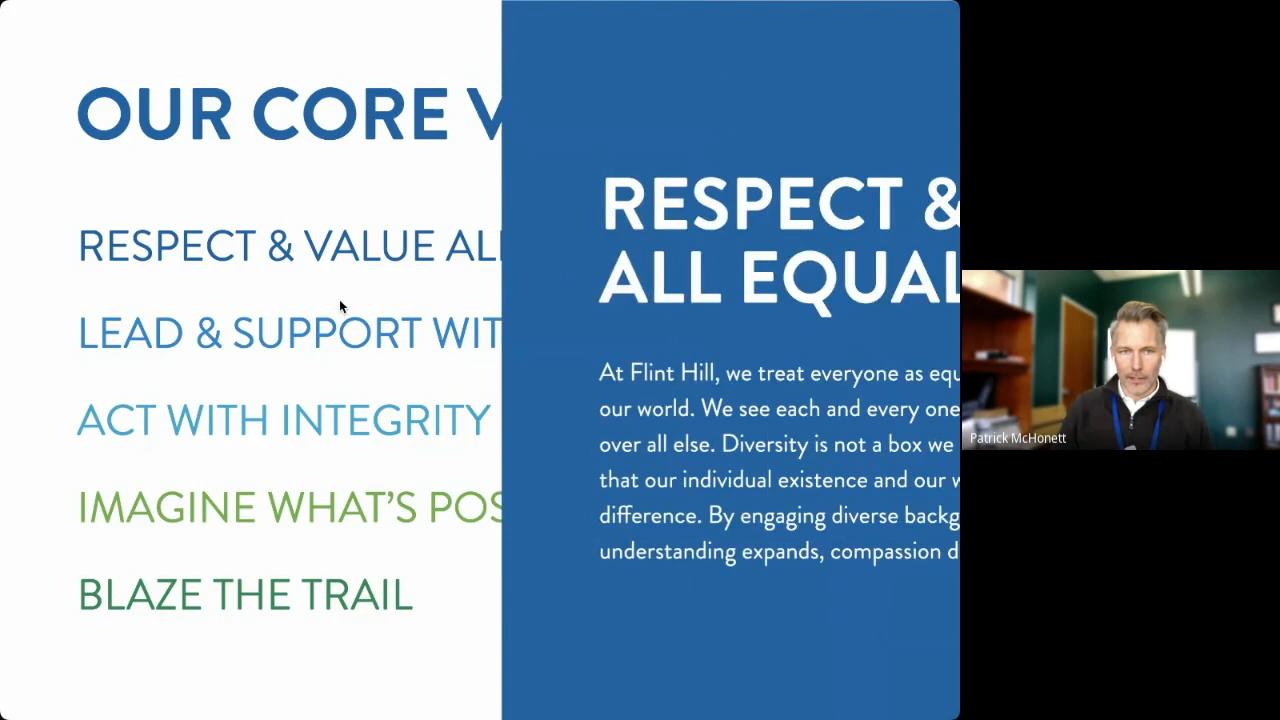 OUR CORE
RESPECT & VALUE ALL
LEAD & SUPPORT WIT
ACT WITH INTEGRITY
IMAGINE WHAT'S POS
BLAZE THE TRAIL
RESPECT &
ALL EQUAL
At Flint Hill, we treat everyone as equ
our world. We see each and every one
over all else. Diversity is not a box we
that our individual existence and our w
difference. By engaging diverse backg
understanding expands, compassion d
Patrick McHonett